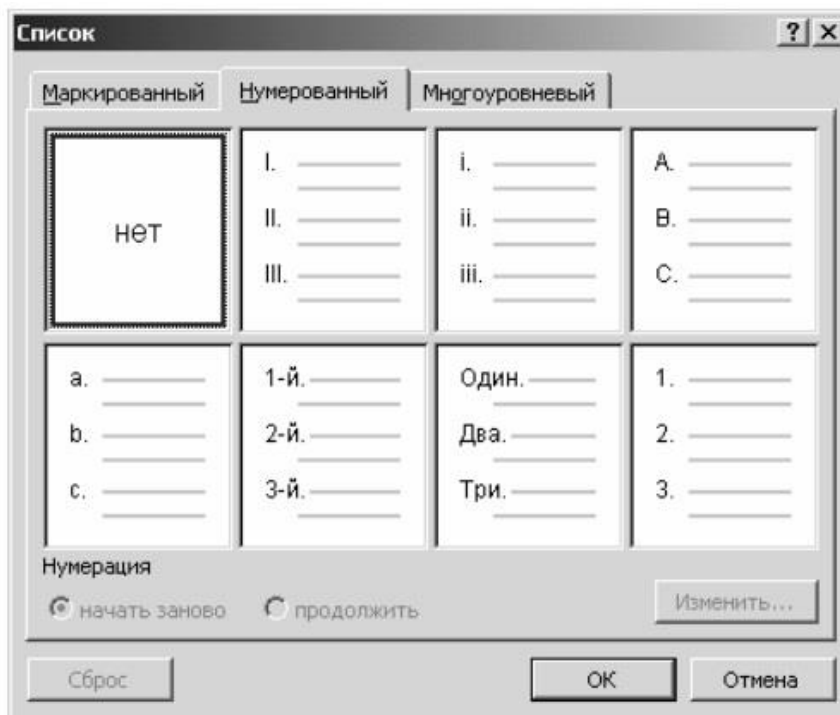 Список
Маркированный Нумерованный Многоуровневый
нет
I.
II.
III.
i.
ii.
iii.
A.
B.
C.
a.
b.
c.
1-й.
2-й.
3-й.
Один.
Два.
Три.
1.
2.
3.
Нумерация
начать заново продолжить Изменить...
Сброс ОК Отмена